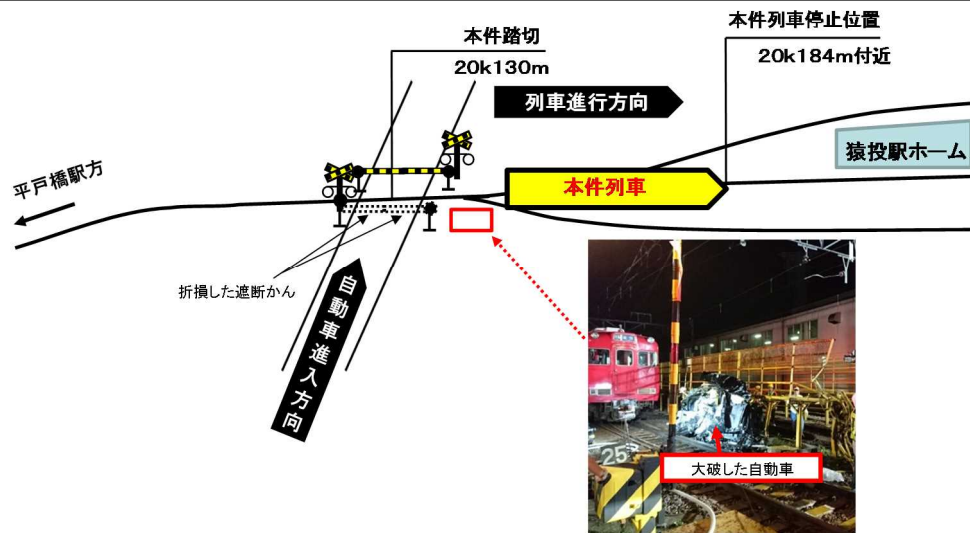 本件踏切
20k130m
本件列車停止位置
20k184m付近
列車進行方向
猿投駅ホーム
平戸橋駅方
本件列車
折損した遮断かん
自動車進入方向
25
大破した自動車